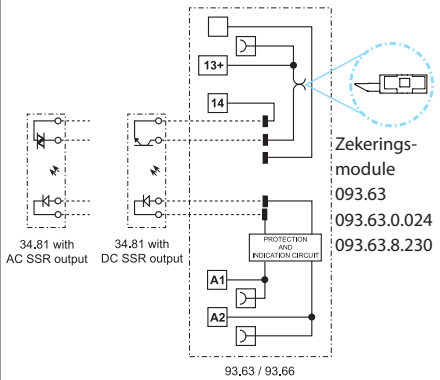 13+
14
Zekerings-
module
093.63
093.63.0.024
093.63.8.230
34.81 with
AC SSR output
34.81 with
DC SSR output
PROTECTION
AND
INDICATION CIRCUIT
A1
A2
93.63 / 93.66